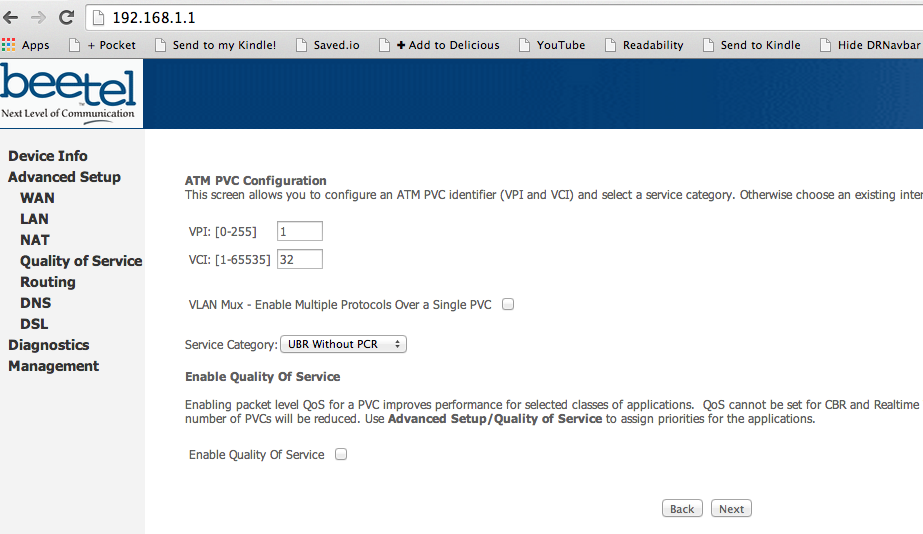 192.168.1.1
Apps + Pocket Send to my Kindle! Saved.io + Add to Delicious YouTube Readability Send to Kindle Hide DRNavbar
beetel
TM
Next Level of Communication
Device Info
Advanced Setup
WAN
LAN
NAT
Quality of Service
Routing
DNS
DSL
Diagnostics
Management
ATM PVC Configuration
This screen allows you to configure an ATM PVC identifier (VPI and VCI) and select a service category. Otherwise choose an existing inter
VPI: [0-255] 1
VCI: [1-65535] 32
VLAN Mux - Enable Multiple Protocols Over a Single PVC
Service Category: UBR Without PCR
Enable Quality Of Service
Enabling packet level QoS for a PVC improves performance for selected classes of applications. QoS cannot be set for CBR and Realtime
number of PVCs will be reduced. Use Advanced Setup/Quality of Service to assign priorities for the applications.
Enable Quality Of Service
Back Next